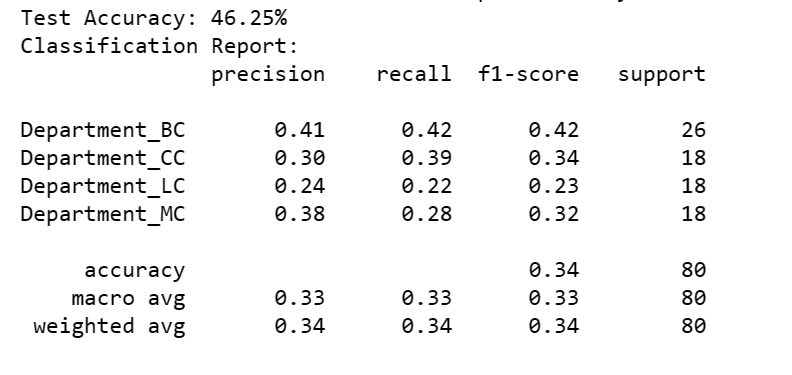 Test Accuracy: 46.25%
Classification Report:
precision recall f1-score support
Department_BC 0.41 0.42 0.42 26
Department_CC 0.30 0.39 0.34 18
Department_LC 0.24 0.22 0.23 18
Department_MC 0.38 0.28 0.32 18
accuracy 0.34 80
macro avg 0.33 0.33 0.33 80
weighted avg 0.34 0.34 0.34 80